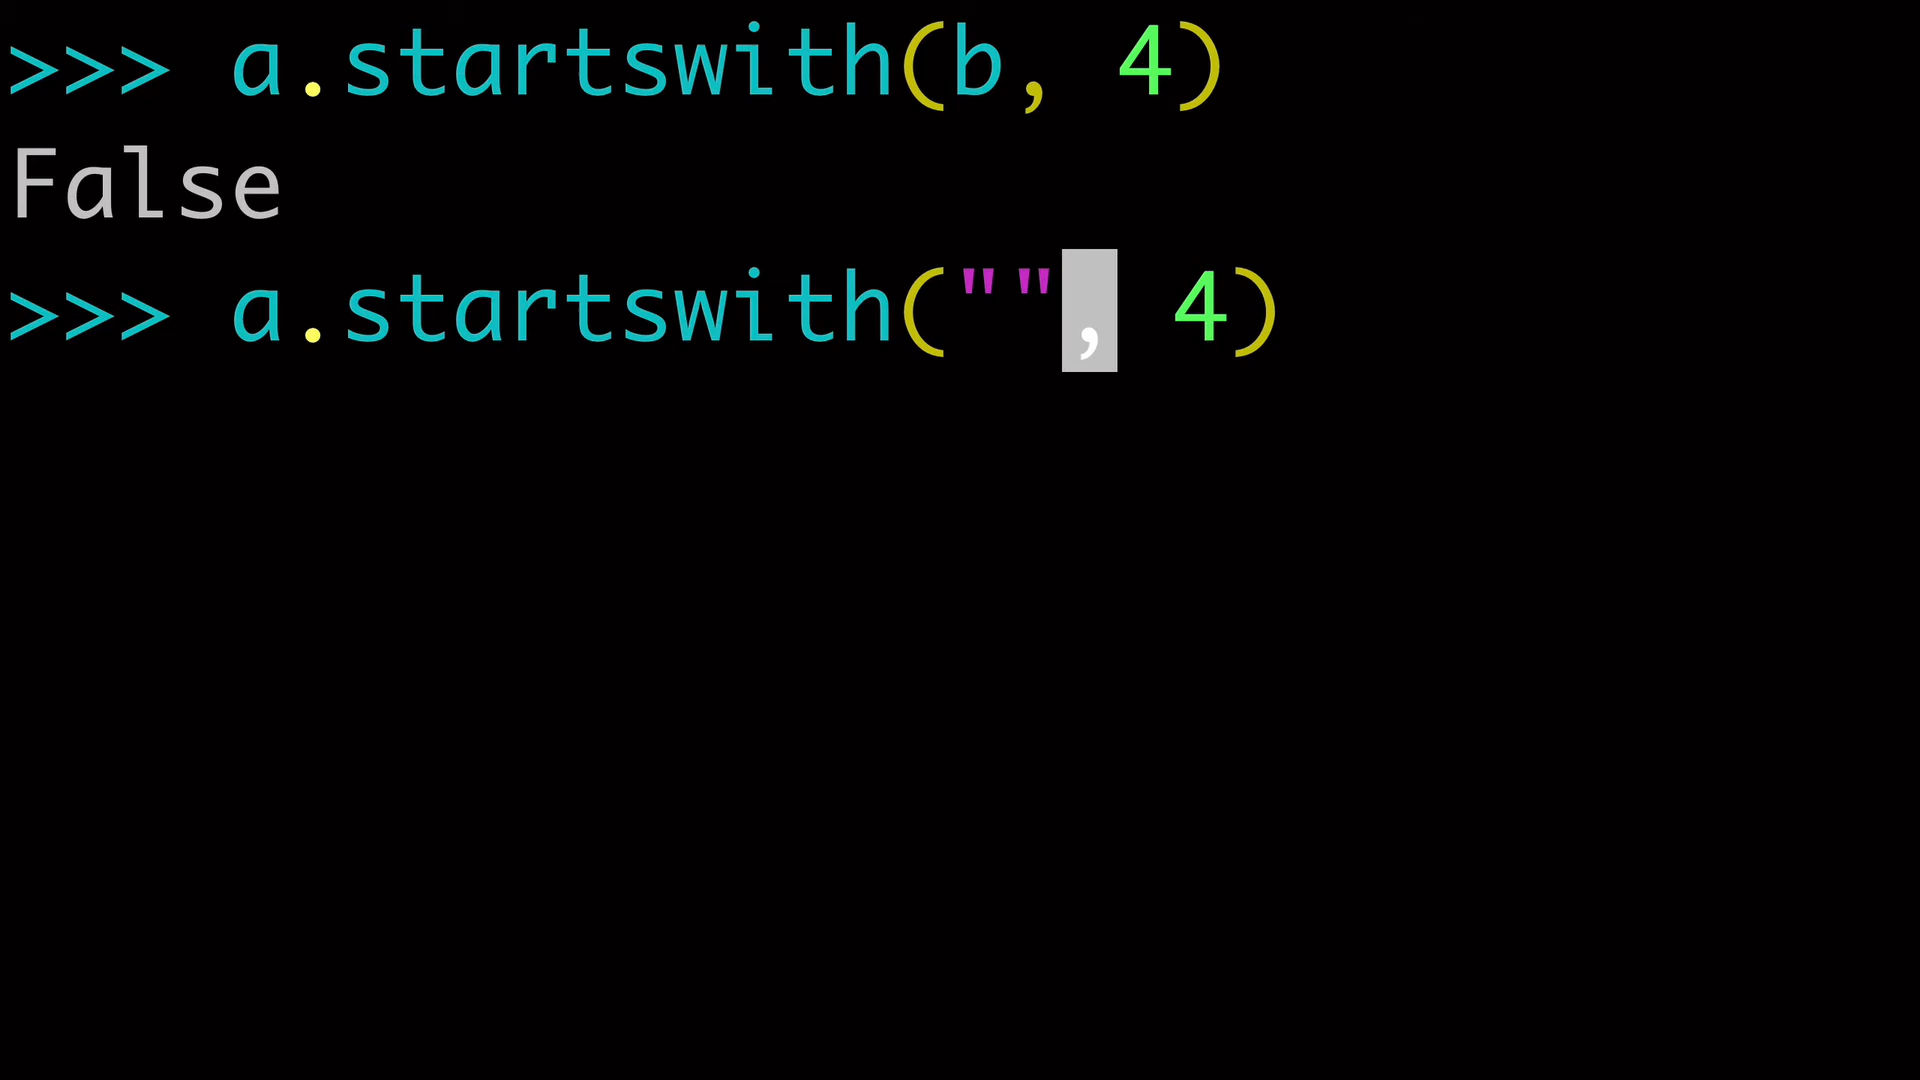 >>> a.startswith(b, 4)
False
>>> a.startswith("", 4)